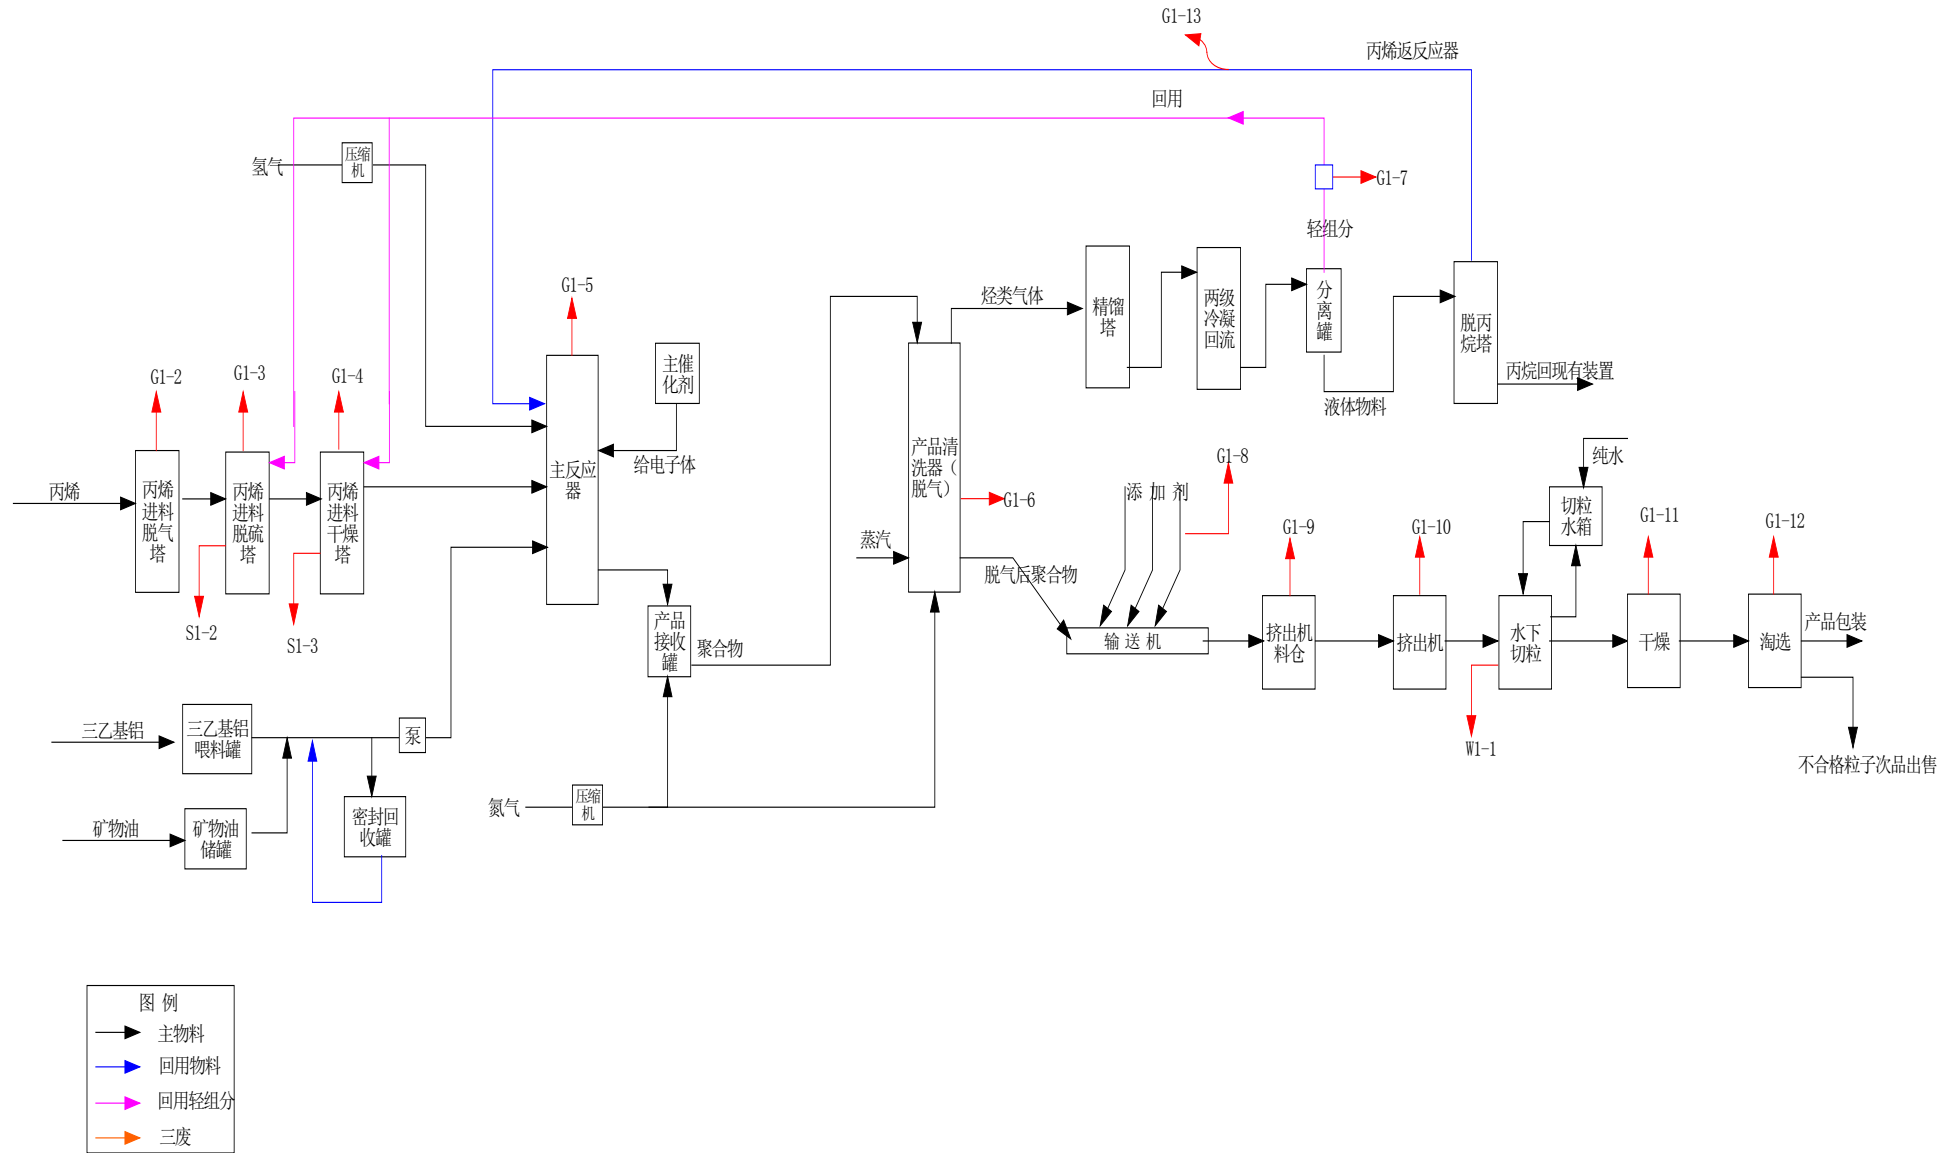 G1-13
丙烯返反应器
回用
氢气
压缩
机
G1-7
轻组分
G1-5
烃类气体
精馏
塔
两级
冷凝
回流
分
离
罐
脱丙
烷塔
丙烷回现有装置
液体物料
主催
化剂
给电子体
G1-2
G1-3
G1-4
丙烯
丙烯
进料
脱气
塔
丙烯
进料
脱硫
塔
丙烯
进料
干燥
塔
主反应
器
产品清
洗器（
脱气）
G1-6
G1-8
添 加 剂
纯水
切粒
水箱
蒸汽
脱气后聚合物
G1-9
G1-10
G1-11
G1-12
S1-2
S1-3
产品
接收
罐
聚合物
输 送 机
挤出机
料仓
挤出机
水下
切粒
干燥
淘选
产品包装
W1-1
不合格粒子次品出售
三乙基铝
三乙基铝
喂料罐
泵
矿物油
矿物油
储罐
密封回
收罐
氮气
压缩
机
图 例
主物料
回用物料
回用轻组分
三废